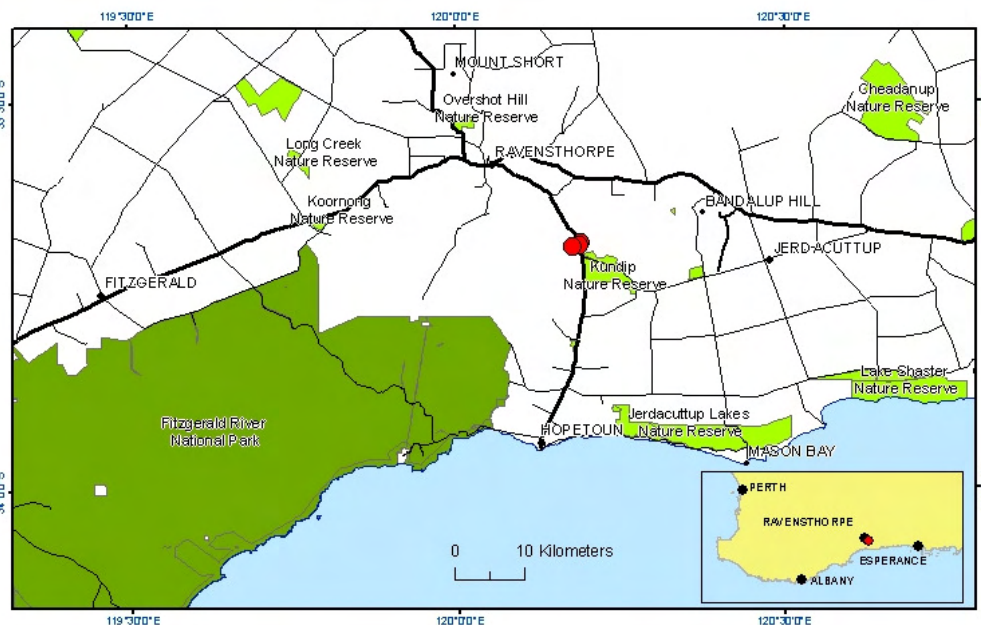 119°30'0"E
120°0'0"E
120°30'0"E
MOUNT SHORT
Overshot Hill
Nature Reserve
Cheadanup
Nature Reserve
Long Creek
Nature Reserve
RAVENSTHORPE
Koornong
Nature Reserve
BANDALUP HILL
JERDACUTTUP
Kundip
Nature Reserve
FITZGERALD
Lake Shaster
Nature Reserve
Fitzgerald River
National Park
Jerdacuttup Lakes
Nature Reserve
HOPETOUN
MASON BAY
PERTH
RAVENSTHORPE
ESPERANCE
ALBANY
0 10 Kilometers
119°30'0"E
120°0'0"E
120°30'0"E